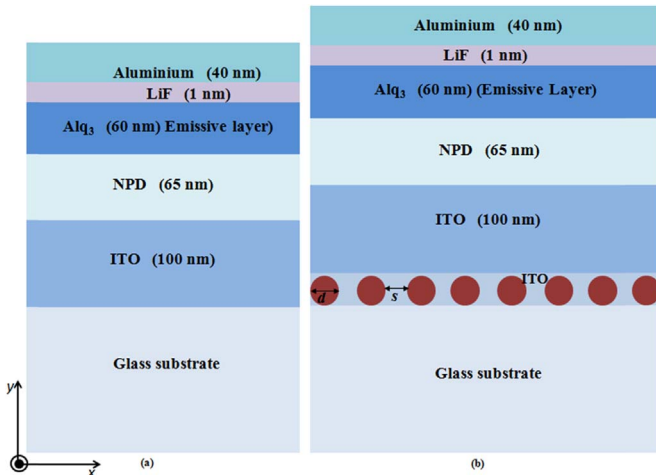 Aluminium (40 nm)
LiF (1 nm)
Alq₃ (60 nm) Emissive layer)
NPD (65 nm)
ITO (100 nm)
Glass substrate
y
x
(a)
Aluminium (40 nm)
LiF (1 nm)
Alq₃ (60 nm) (Emissive Layer)
NPD (65 nm)
ITO (100 nm)
ITO
d
s
Glass substrate
(b)